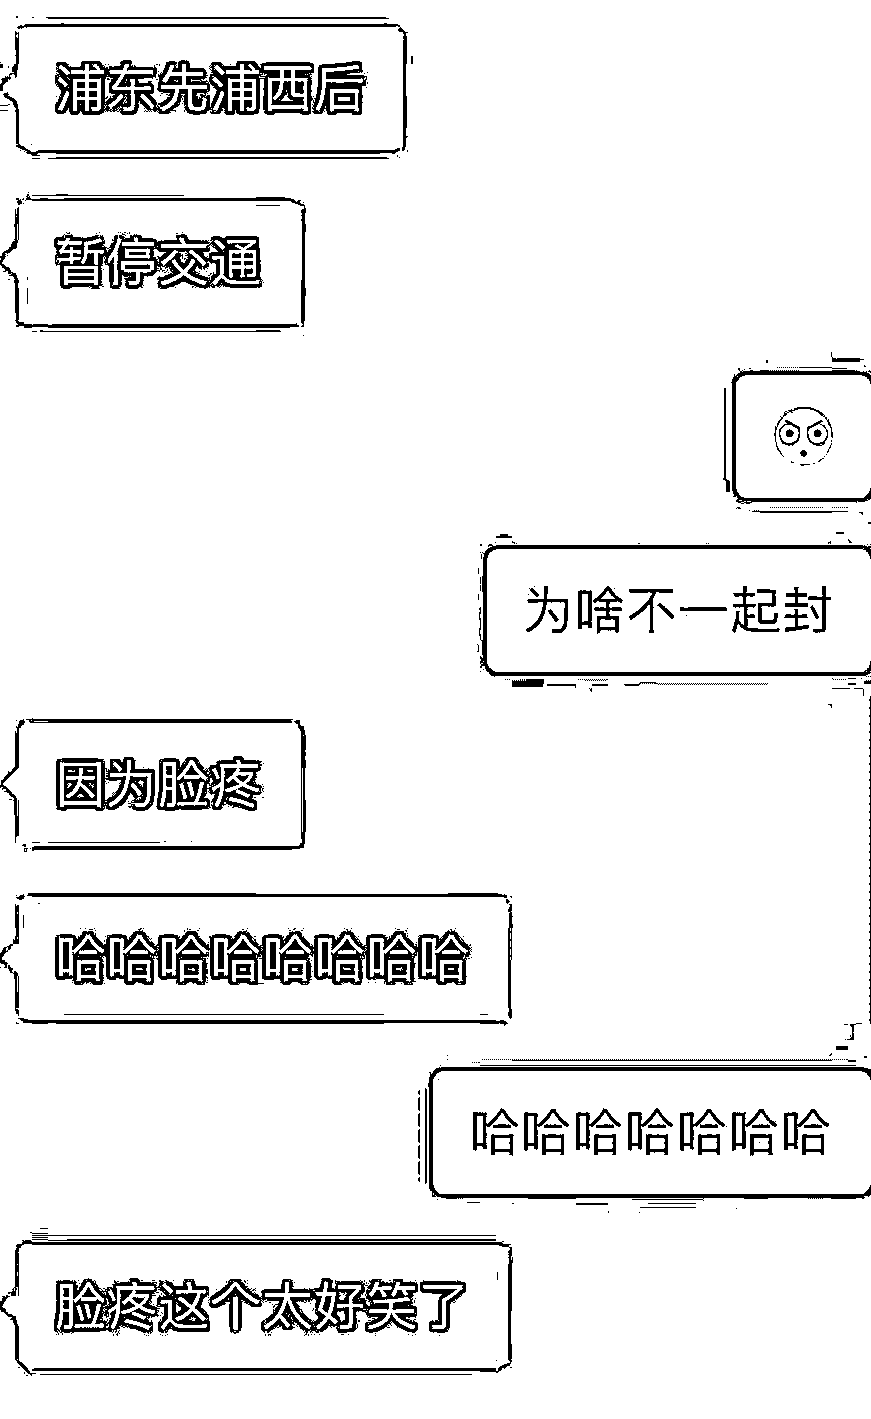 浦东先浦西后
暂停交通
为啥不一起封
因为脸疼
哈哈哈哈哈哈哈哈
哈哈哈哈哈哈哈
脸疼这个太好笑了